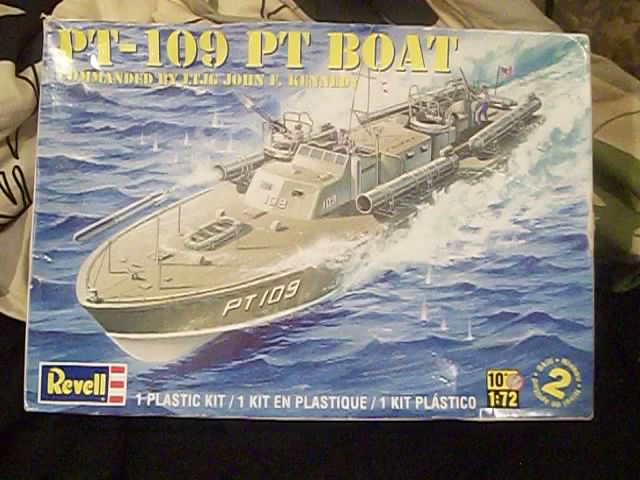 PT-109 PT BOAT
COMMANDED BY LTJG JOHN F. KENNEDY
109
109
PT109
Revell
1 PLASTIC KIT / 1 KIT EN PLASTIQUE / 1 KIT PLÁSTICO
10
1:72
Skill
2